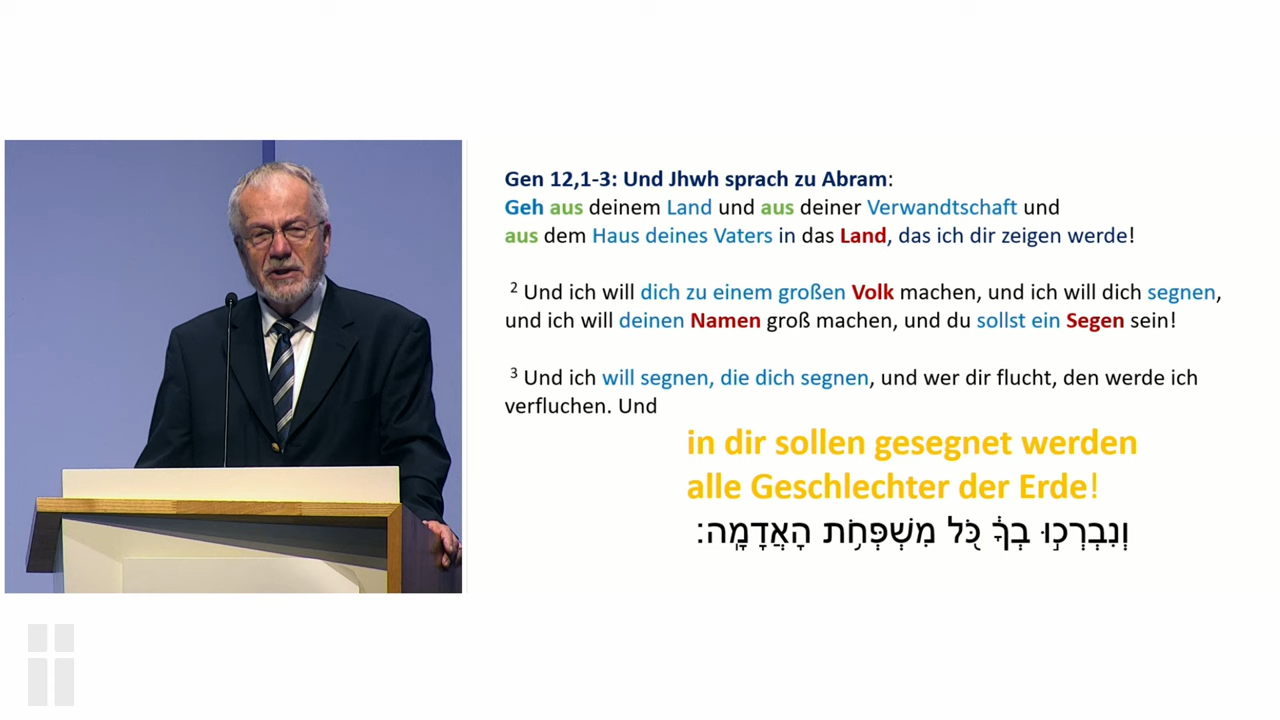 Gen 12,1-3: Und Jhwh sprach zu Abram:
Geh aus deinem Land und aus deiner Verwandtschaft und
aus dem Haus deines Vaters in das Land, das ich dir zeigen werde!
2 Und ich will dich zu einem großen Volk machen, und ich will dich segnen,
und ich will deinen Namen groß machen, und du sollst ein Segen sein!
3 Und ich will segnen, die dich segnen, und wer dir flucht, den werde ich
verfluchen. Und
in dir sollen gesegnet werden
alle Geschlechter der Erde!
וְנִבְרְכ֣וּ בְךָ֔ כֹּ֖ל מִשְׁפְּחֹ֥ת הָאֲדָמָֽה׃